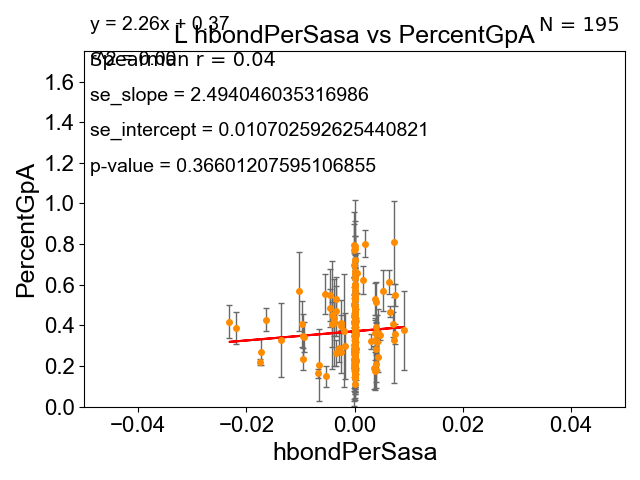 y = 2.26x + 0.37
N = 195
L hbondPerSasa vs PercentGpA
Spearman r = 0.04
se_slope = 2.494046035316986
se_intercept = 0.010702592625440821
p-value = 0.36601207595106855
PercentGpA
1.6
1.4
1.2
1.0
0.8
0.6
0.4
0.2
0.0
−0.04
−0.02
0.00
0.02
0.04
hbondPerSasa